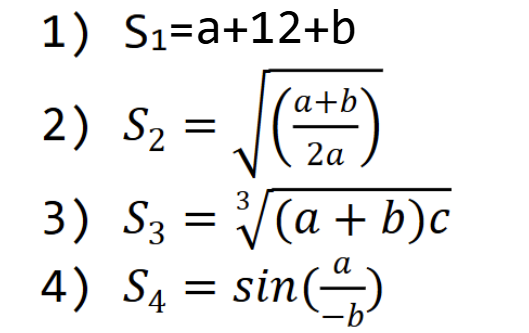 1) S₁=a+12+b
2) S₂ = √((a+b)/(2a))
3) S₃ = ∛((a + b)c)
4) S₄ = sin(a/(−b))